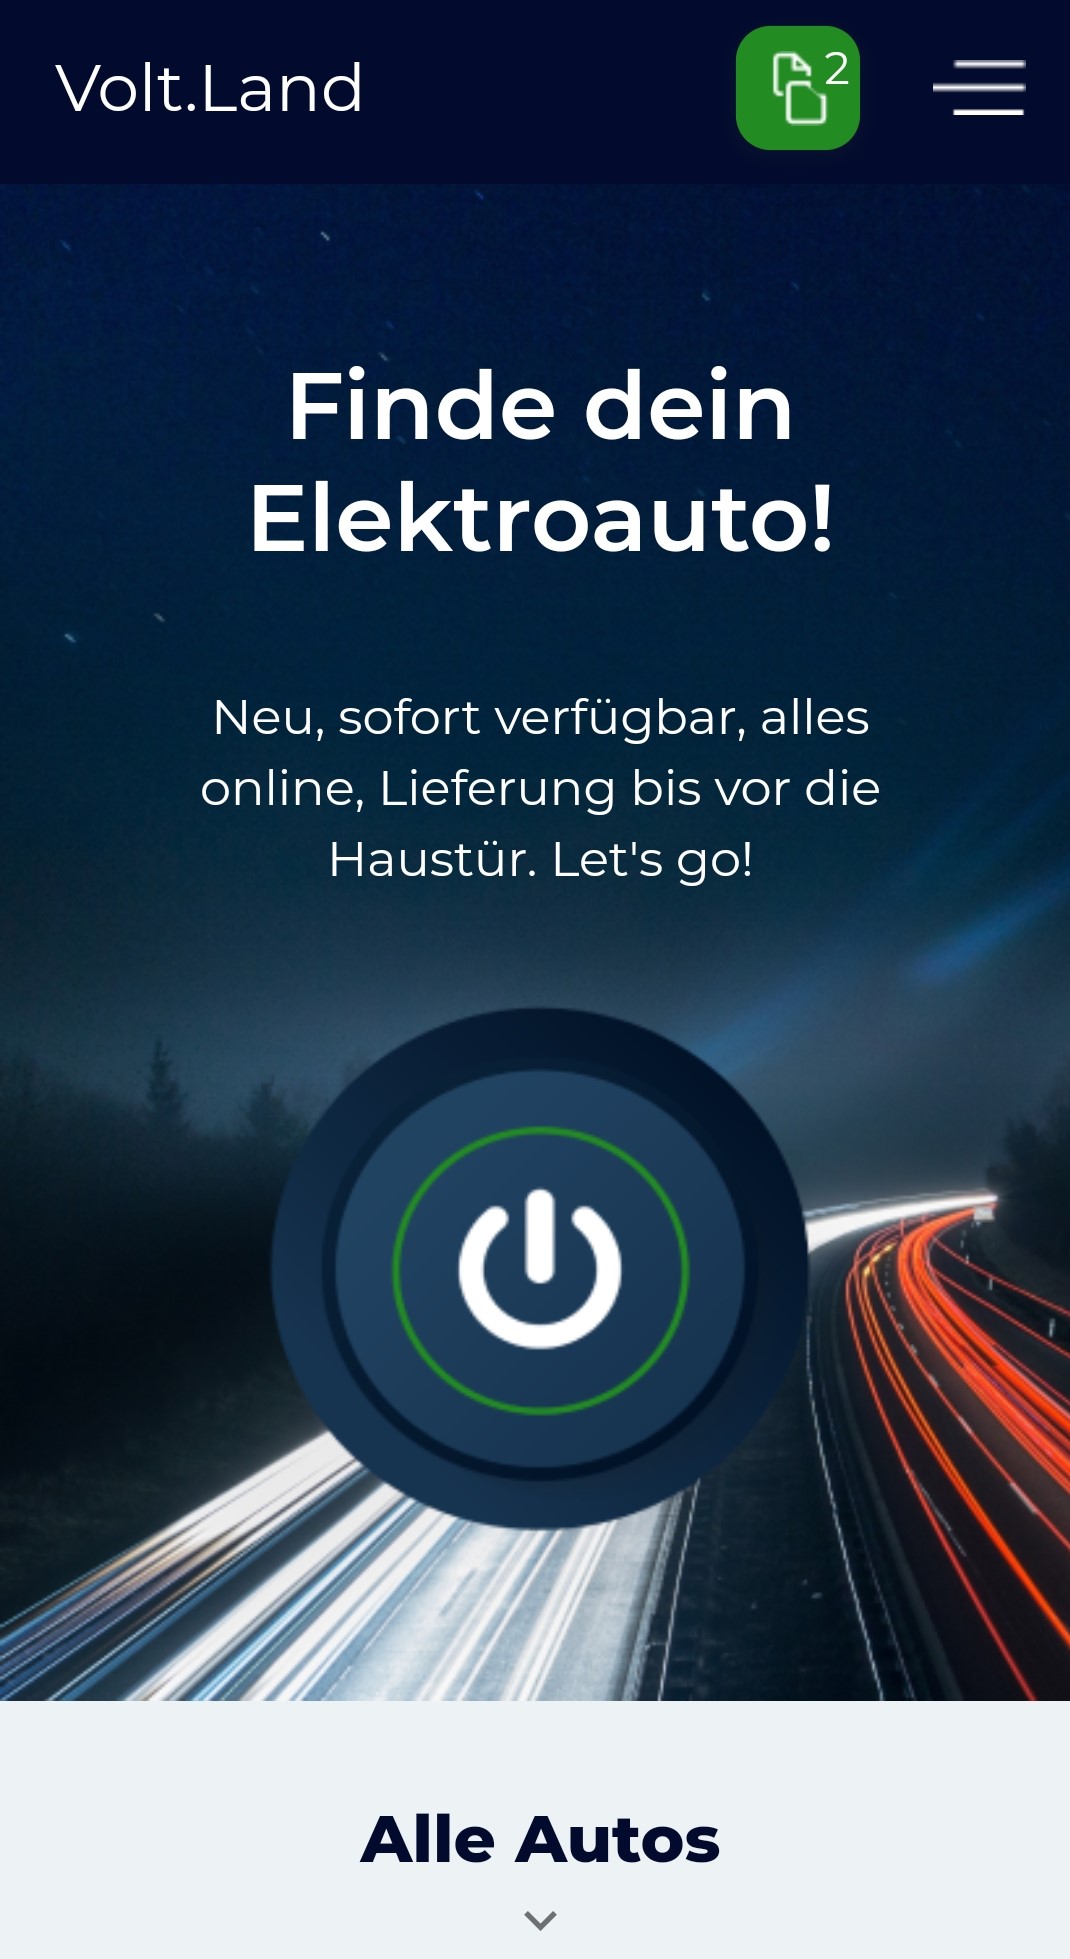 Volt.Land
2
Finde dein
Elektroauto!
Neu, sofort verfügbar, alles
online, Lieferung bis vor die
Haustür. Let's go!
Alle Autos